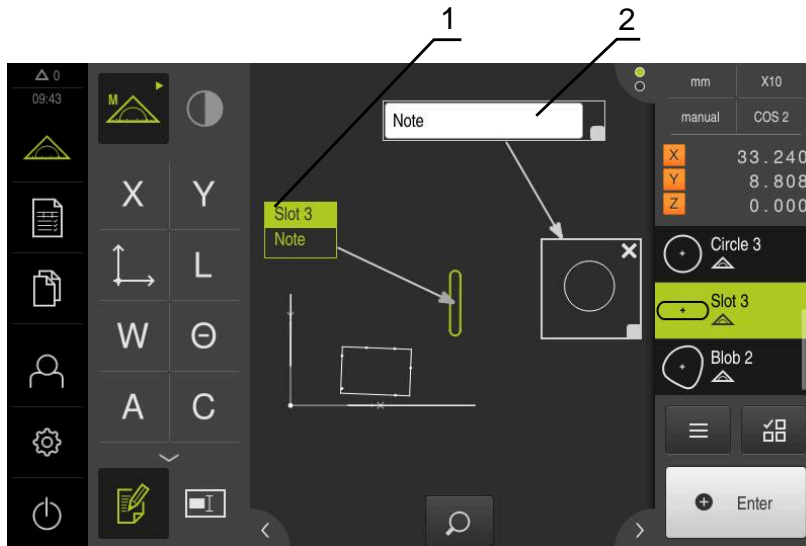 1
2
0
09:43
M
X
Y
L
W
Θ
A
C
Note
Slot 3
Note
mm
X10
manual
COS 2
X
33.240
Y
8.808
Z
0.000
Circle 3
Slot 3
Blob 2
Enter